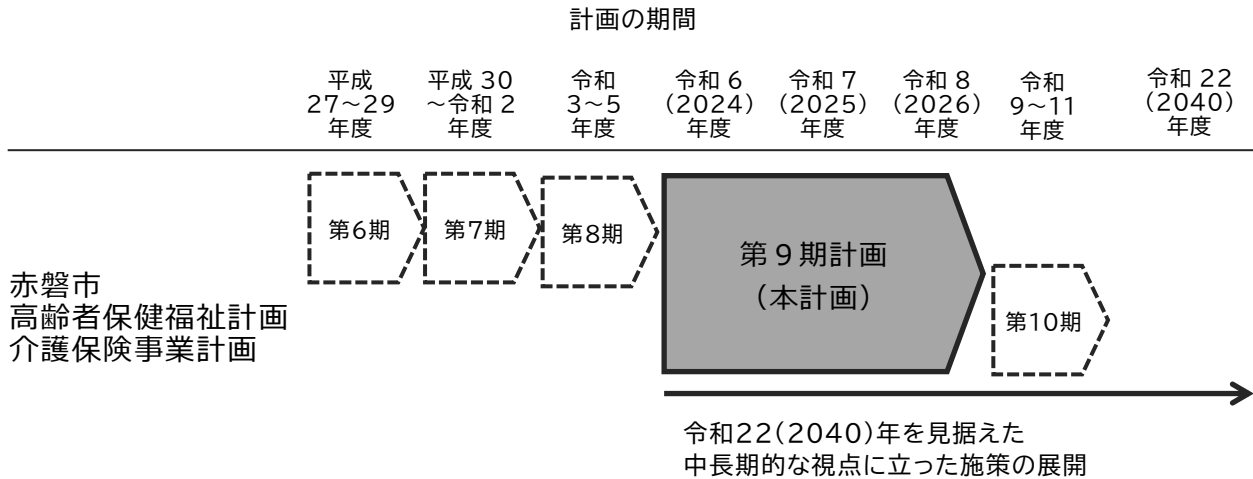 計画の期間
平成
27～29
年度
平成 30
～令和 2
年度
令和
3～5
年度
令和 6
(2024)
年度
令和 7
(2025)
年度
令和 8
(2026)
年度
令和
9～11
年度
令和 22
(2040)
年度
第6期
第7期
第8期
第 9 期計画
（本計画）
第10期
赤磐市
高齢者保健福祉計画
介護保険事業計画
令和22(2040)年を見据えた
中長期的な視点に立った施策の展開